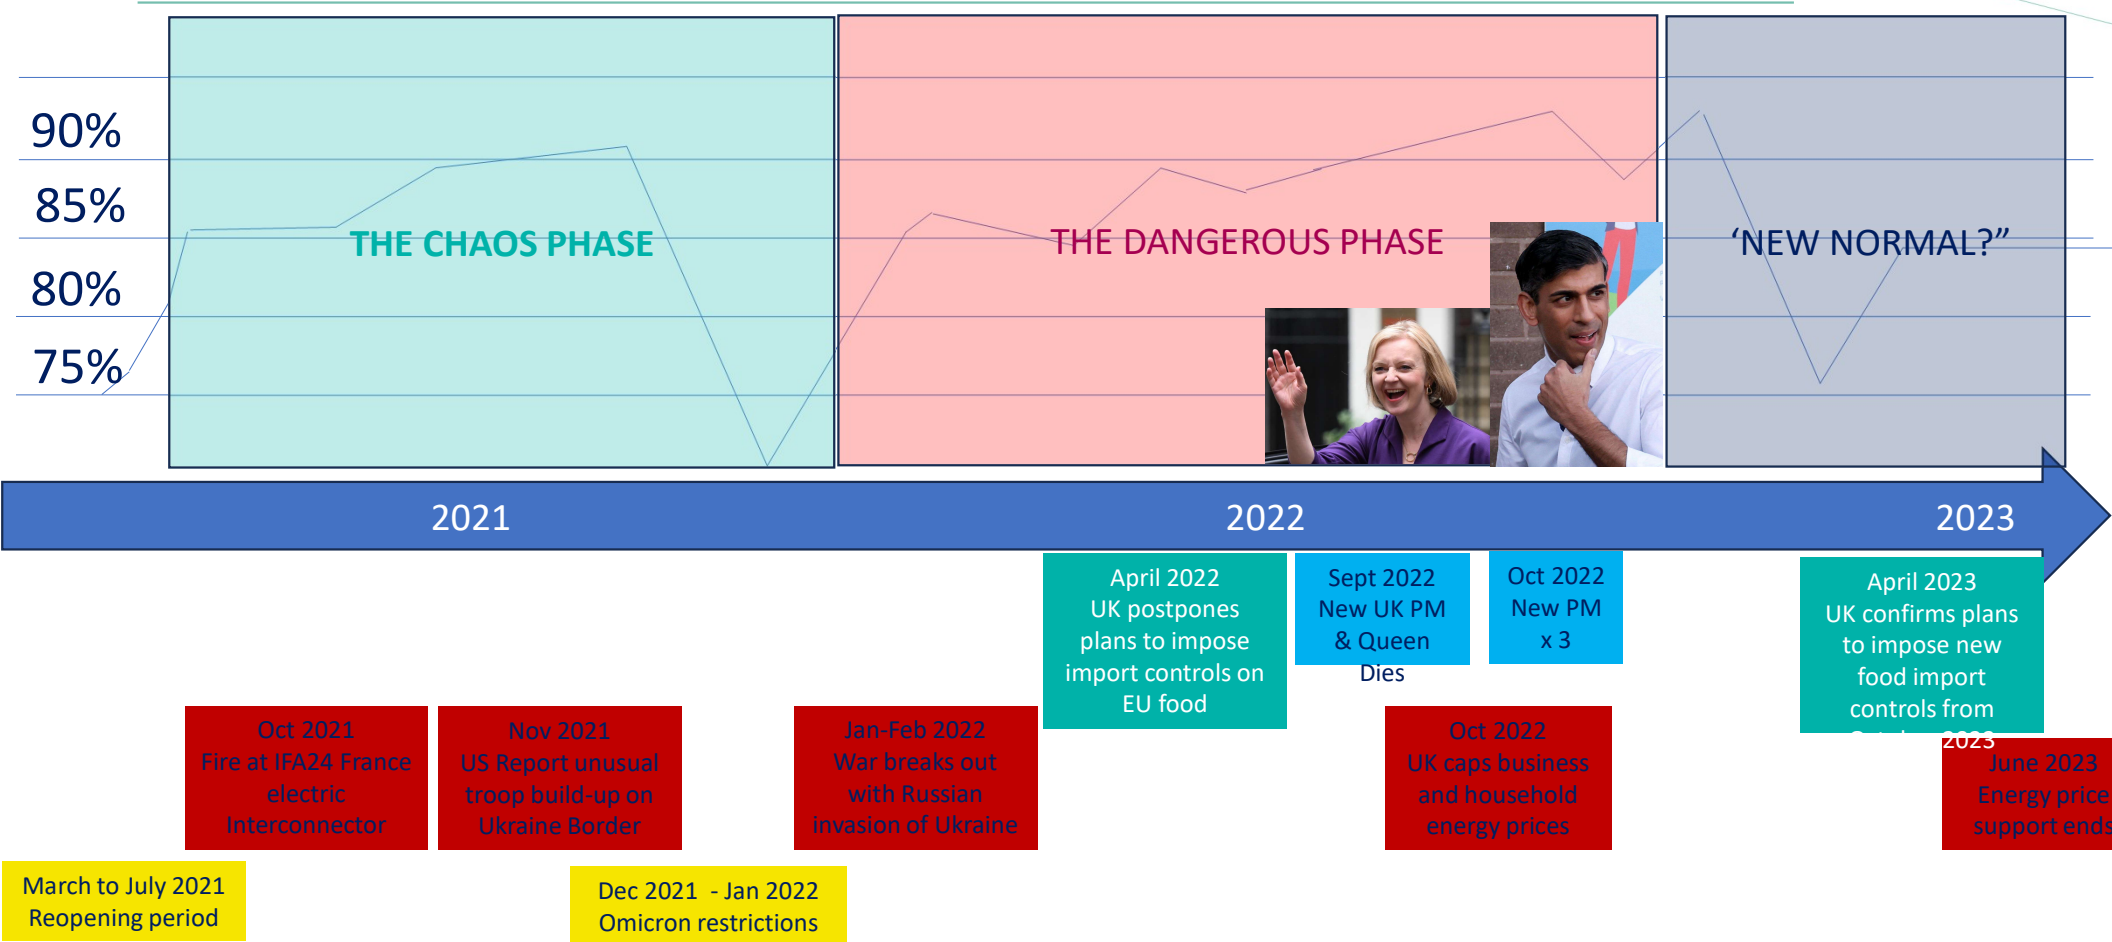 90%
85%
80%
75%
THE CHAOS PHASE
THE DANGEROUS PHASE
‘NEW NORMAL?”
2021
2022
2023
April 2022
UK postpones
plans to impose
import controls on
EU food
Sept 2022
New UK PM
& Queen
Dies
Oct 2022
New PM
x 3
April 2023
UK confirms plans
to impose new
food import
controls from
2023
Oct 2021
Fire at IFA24 France
electric
Interconnector
Nov 2021
US Report unusual
troop build-up on
Ukraine Border
Jan-Feb 2022
War breaks out
with Russian
invasion of Ukraine
Oct 2022
UK caps business
and household
energy prices
June 2023
Energy price
support ends
March to July 2021
Reopening period
Dec 2021 - Jan 2022
Omicron restrictions